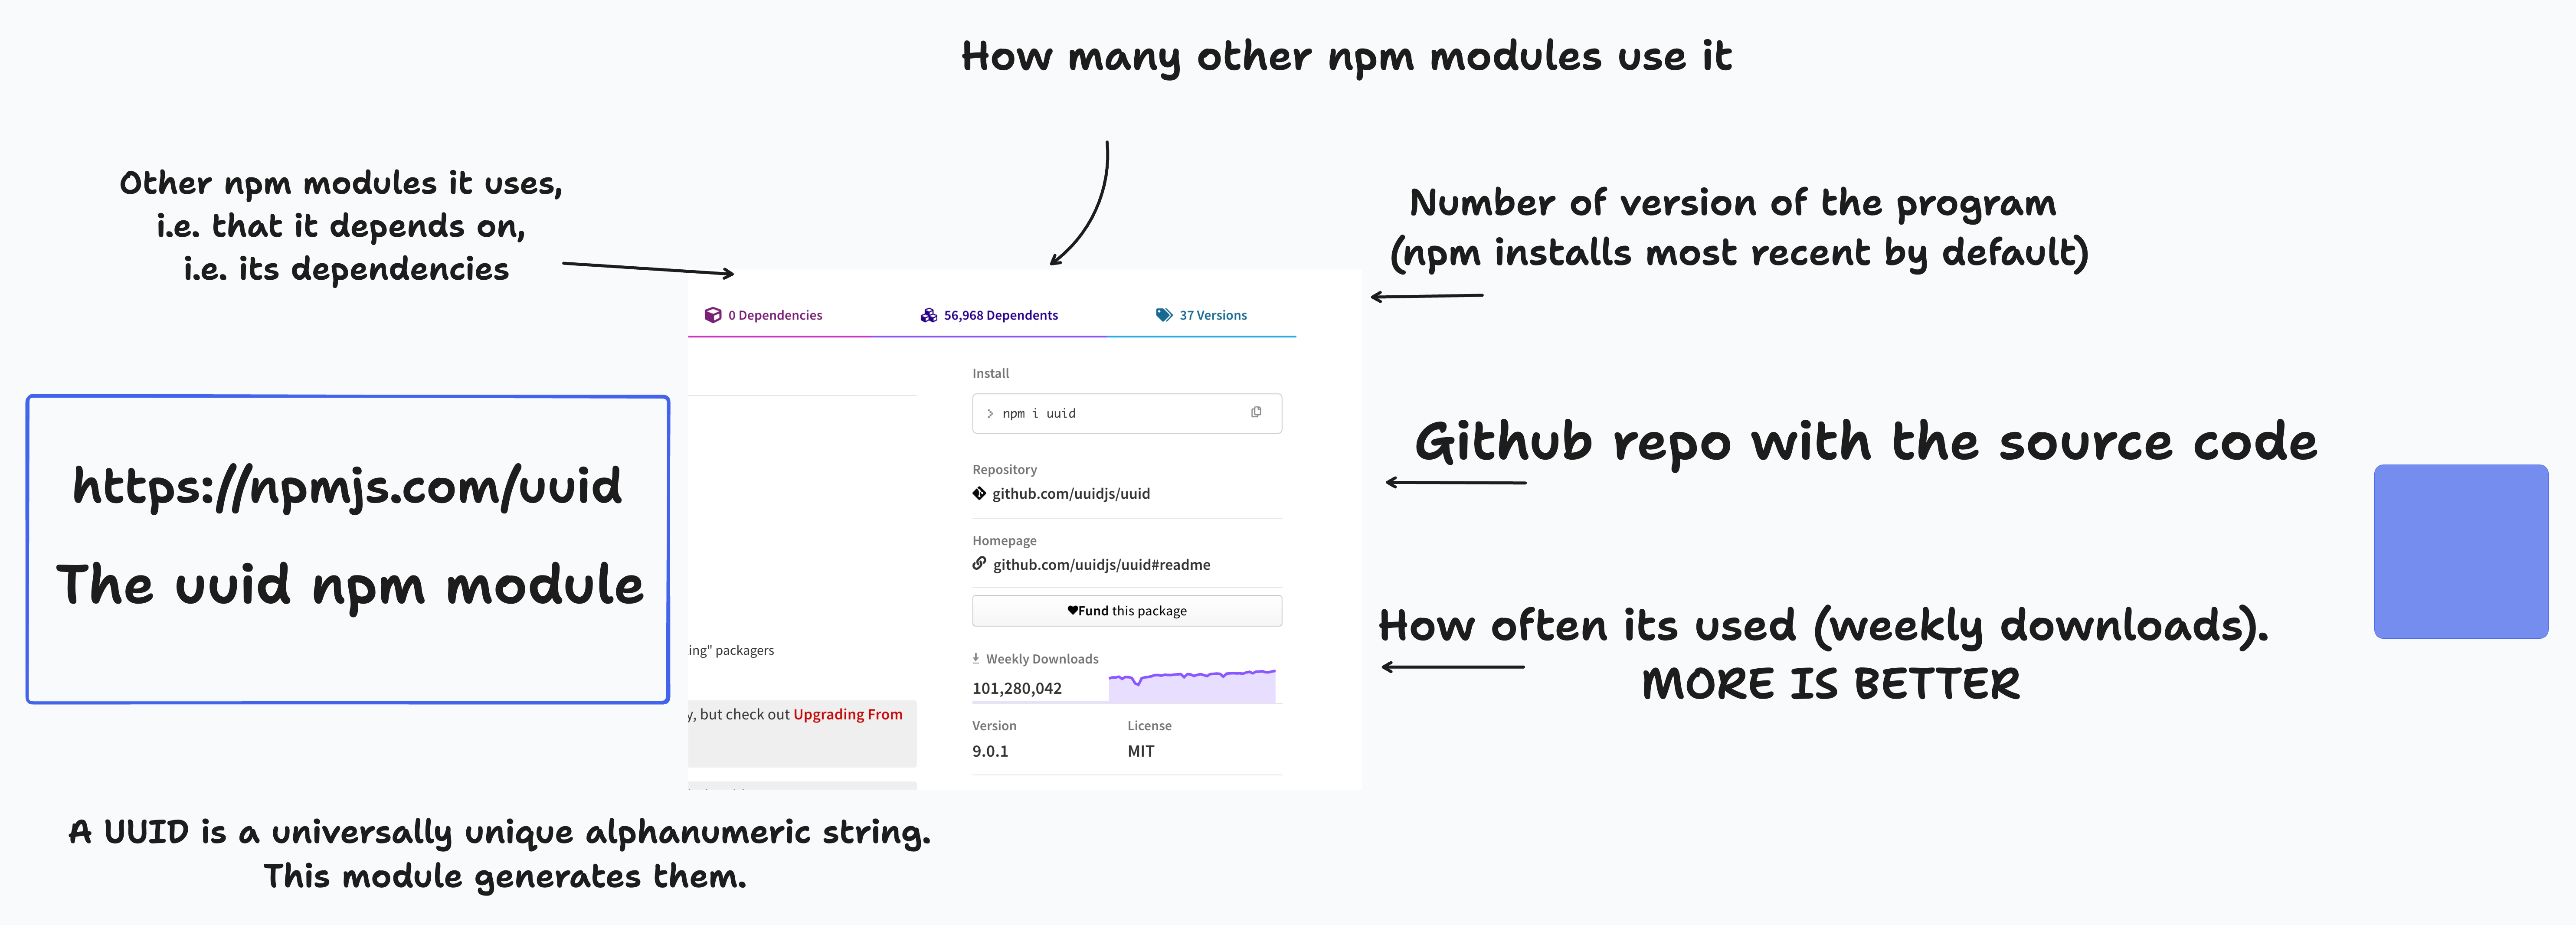 How many other npm modules use it
Other npm modules it uses,
i.e. that it depends on,
i.e. its dependencies
Number of version of the program
(npm installs most recent by default)
0 Dependencies
56,968 Dependents
37 Versions
Install
> npm i uuid
Repository
github.com/uuidjs/uuid
Homepage
github.com/uuidjs/uuid#readme
Fund this package
Weekly Downloads
101,280,042
Version
License
9.0.1
MIT
ing" packagers
y, but check out Upgrading From
https://npmjs.com/uuid
The uuid npm module
Github repo with the source code
How often its used (weekly downloads).
MORE IS BETTER
A UUID is a universally unique alphanumeric string.
This module generates them.